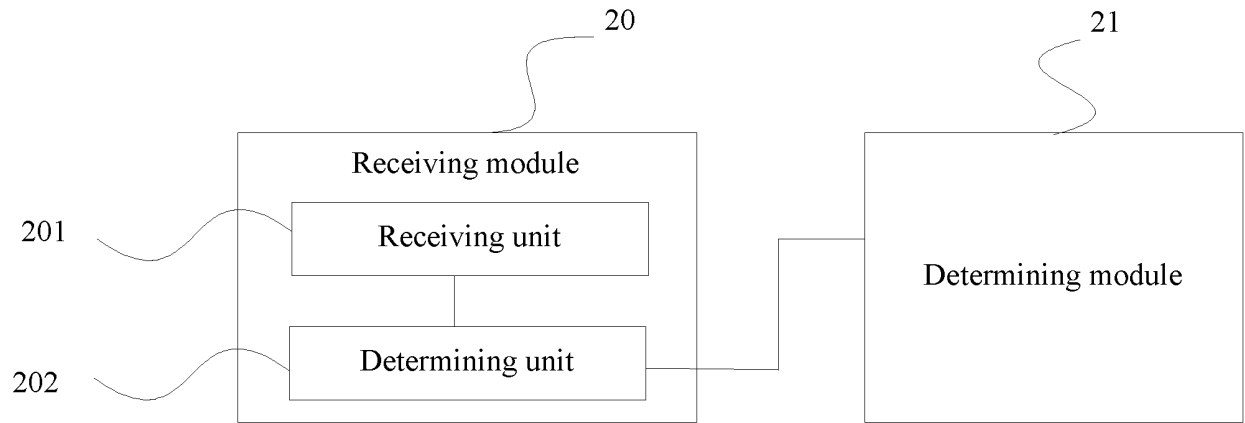 20
21
Receiving module
201
Receiving unit
Determining module
202
Determining unit